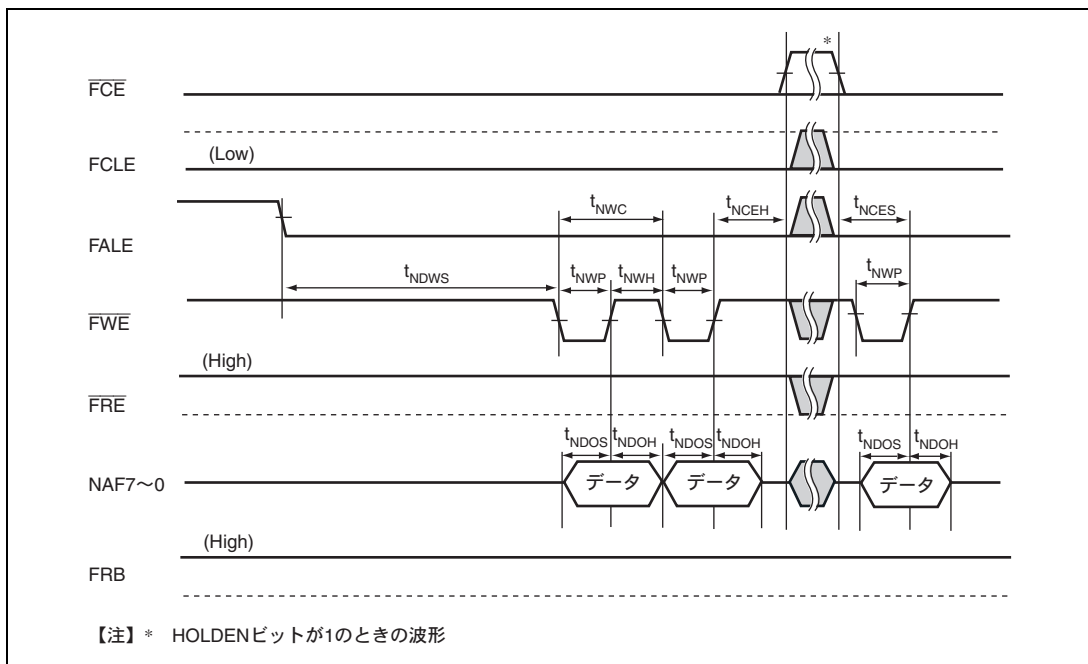 *
FCE
FCLE
(Low)
tNWC
tNCEH
tNCES
FALE
tNDWS
tNWP
tNWH
tNWP
tNWP
FWE
(High)
FRE
tNDOS
tNDOH
tNDOS
tNDOH
tNDOS
tNDOH
NAF7～0
データ
データ
データ
(High)
FRB
【注】* HOLDENビットが1のときの波形